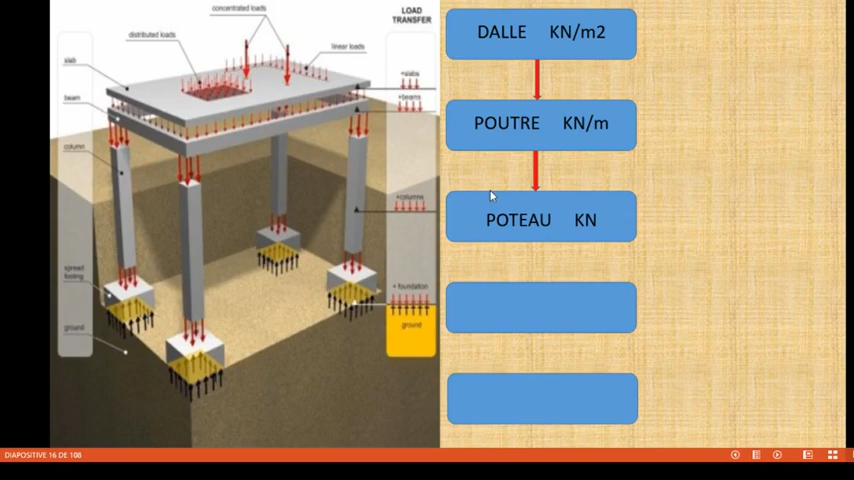 concentrated loads
LOAD
TRANSFER
distributed loads
linear loads
slab
+slabs
beam
+beams
column
+columns
spread
footing
+ foundation
ground
ground
DALLE KN/m2
POUTRE KN/m
POTEAU KN
DIAPOSITIVE 16 DE 108